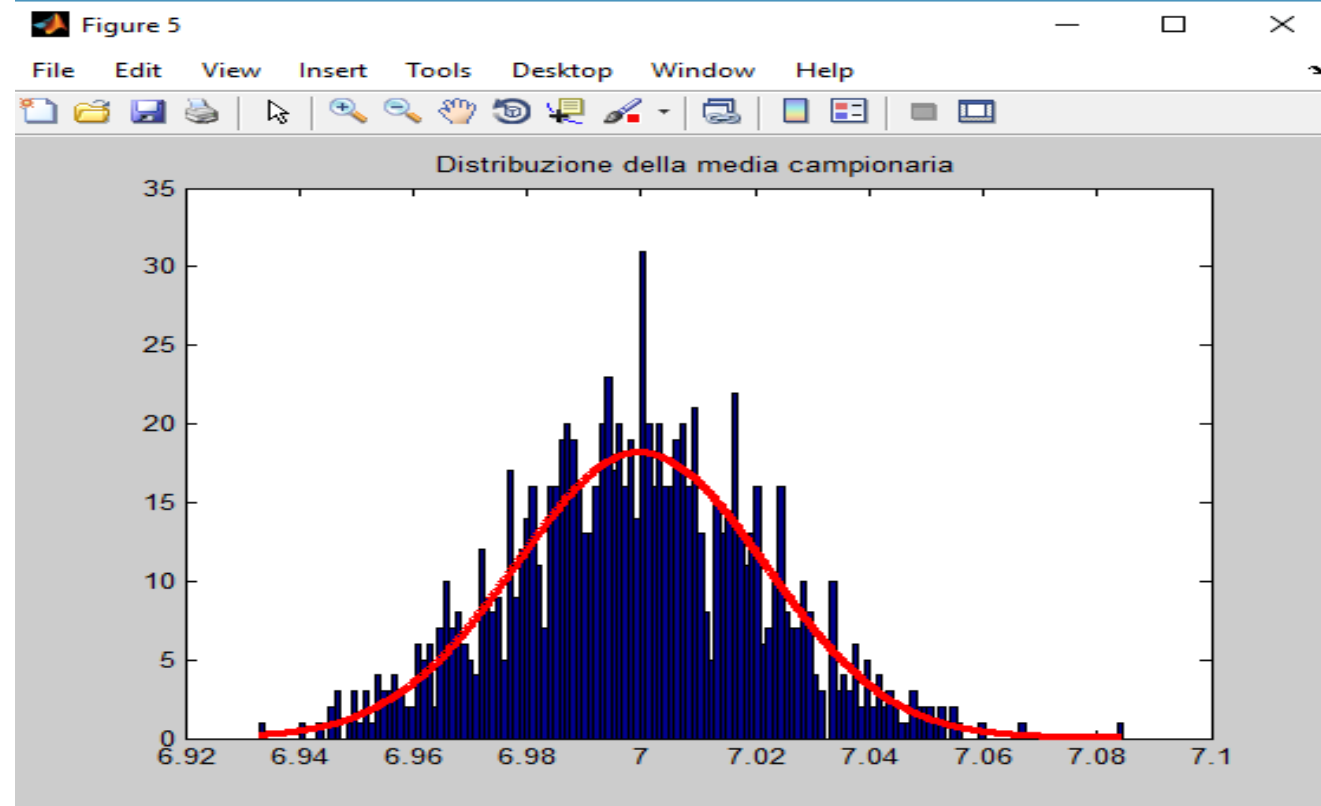 Figure 5
File Edit View Insert Tools Desktop Window Help
Distribuzione della media campionaria
35
30
25
20
15
10
5
0
6.92 6.94 6.96 6.98 7 7.02 7.04 7.06 7.08 7.1